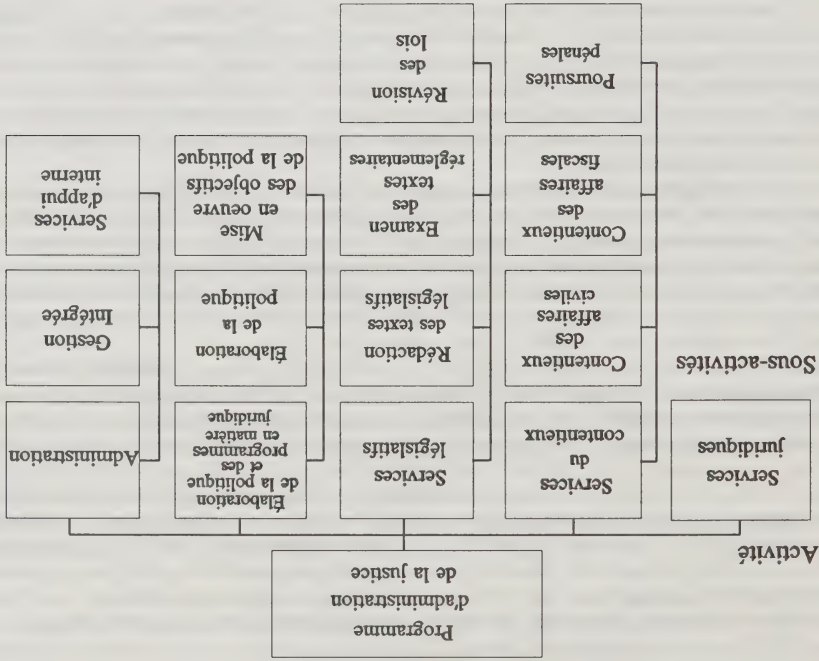 Programme
d'administration
de la justice
Activité
Services
juridiques
Services
du
contentieux
Services
législatifs
Élaboration
de la politique
et des
programmes
en matière
juridique
Administration
Sous-activités
Contentieux
des
affaires
civiles
Rédaction
des textes
législatifs
Élaboration
de la
politique
Gestion
Intégrée
Contentieux
des
affaires
fiscales
Examen
des
textes
réglementaires
Mise
en oeuvre
des objectifs
de la politique
Services
d'appui
interne
Poursuites
pénales
Révision
des
lois